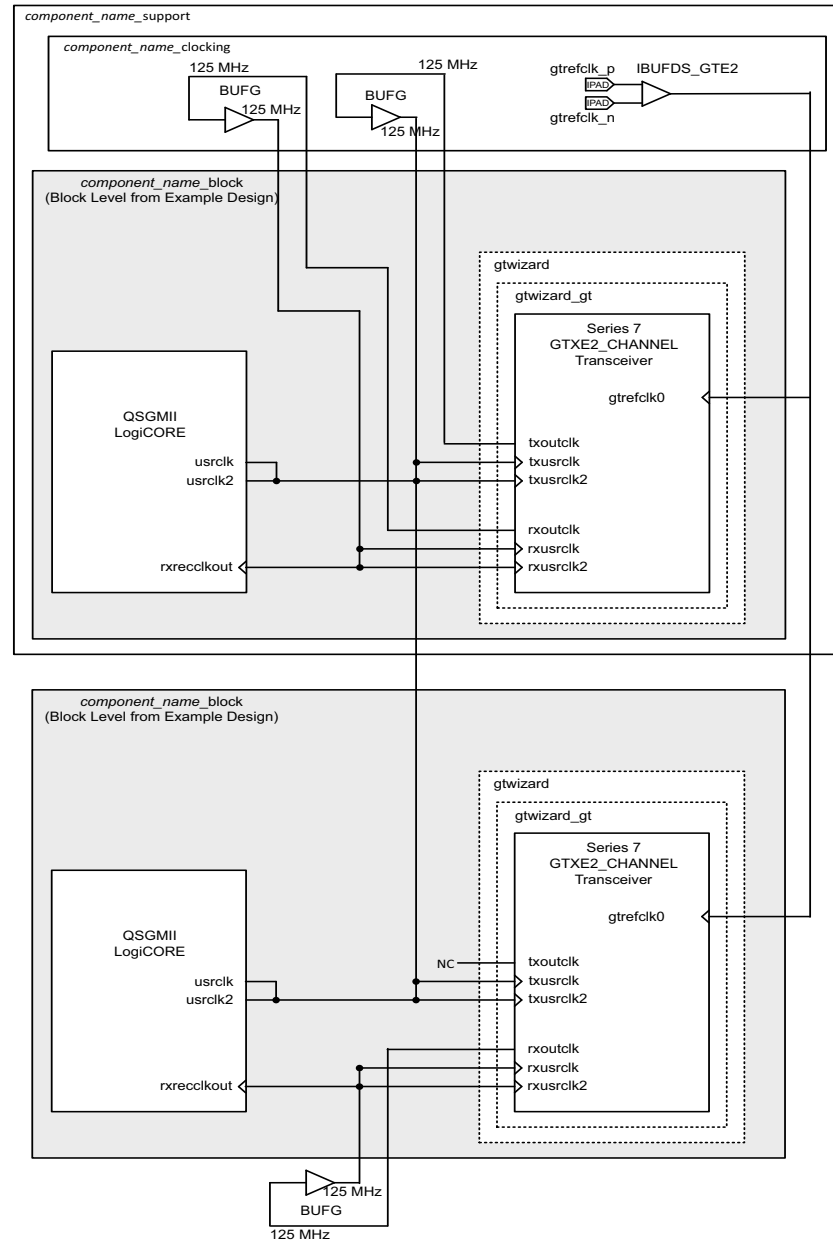 component_name_support
component_name_clocking
125 MHz
BUFG
125 MHz
125 MHz
BUFG
125 MHz
gtrefclk_p
IPAD
IPAD
gtrefclk_n
IBUFDS_GTE2
component_name_block
(Block Level from Example Design)
gtwizard
gtwizard_gt
Series 7
GTXE2_CHANNEL
Transceiver
gtrefclk0
QSGMII
LogiCORE
usrclk
usrclk2
rxrecclkout
txoutclk
txusrclk
txusrclk2
rxoutclk
rxusrclk
rxusrclk2
component_name_block
(Block Level from Example Design)
gtwizard
gtwizard_gt
Series 7
GTXE2_CHANNEL
Transceiver
gtrefclk0
QSGMII
LogiCORE
usrclk
usrclk2
rxrecclkout
NC
txoutclk
txusrclk
txusrclk2
rxoutclk
rxusrclk
rxusrclk2
125 MHz
BUFG
125 MHz